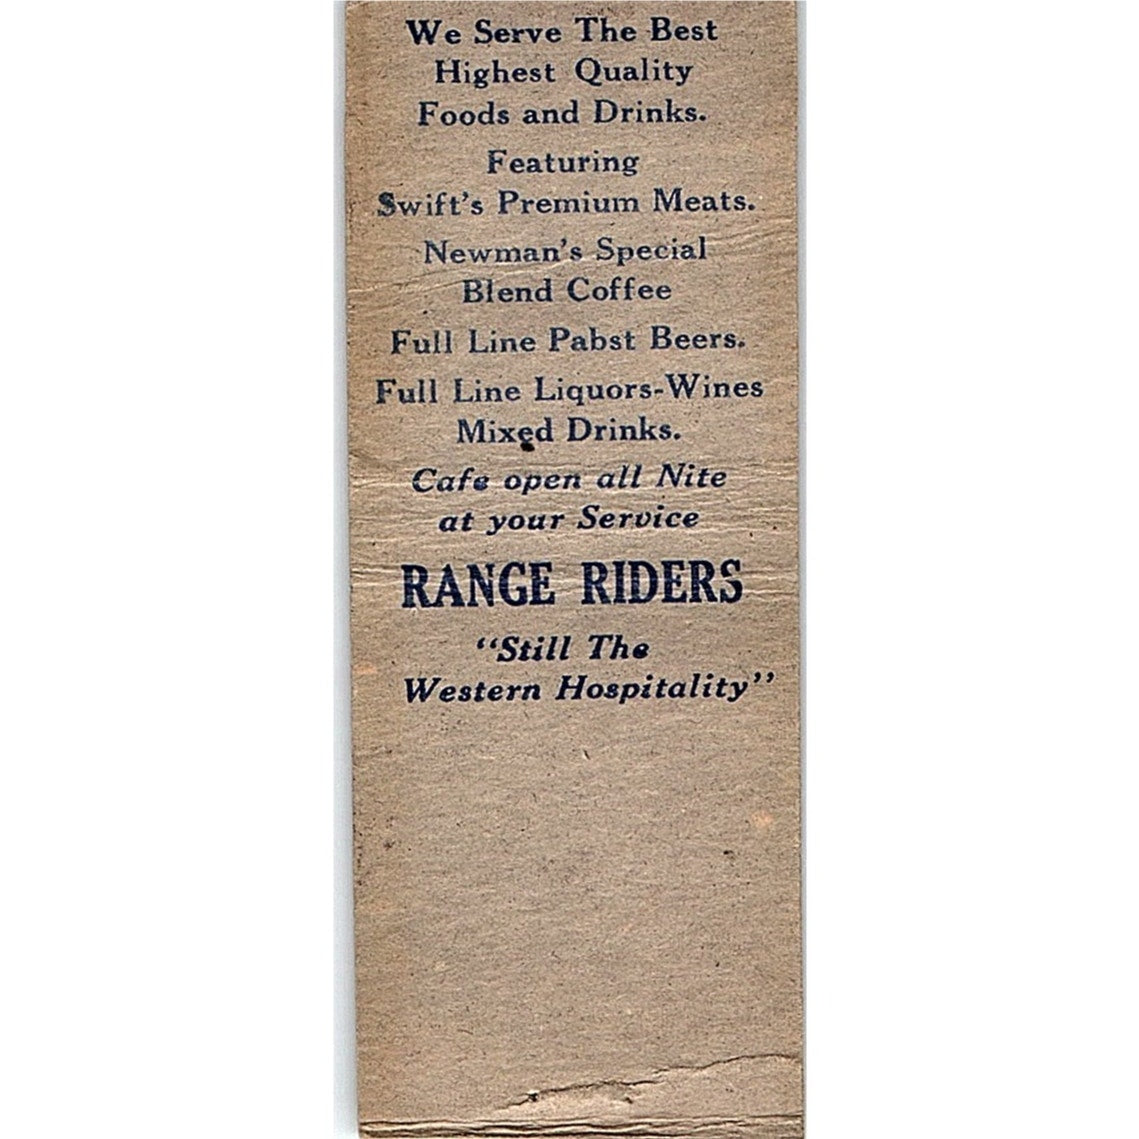 We Serve The Best
Highest Quality
Foods and Drinks.
Featuring
Swift's Premium Meats.
Newman's Special
Blend Coffee
Full Line Pabst Beers.
Full Line Liquors-Wines
Mixed Drinks.
Cafe open all Nite
at your Service
RANGE RIDERS
"Still The
Western Hospitality"